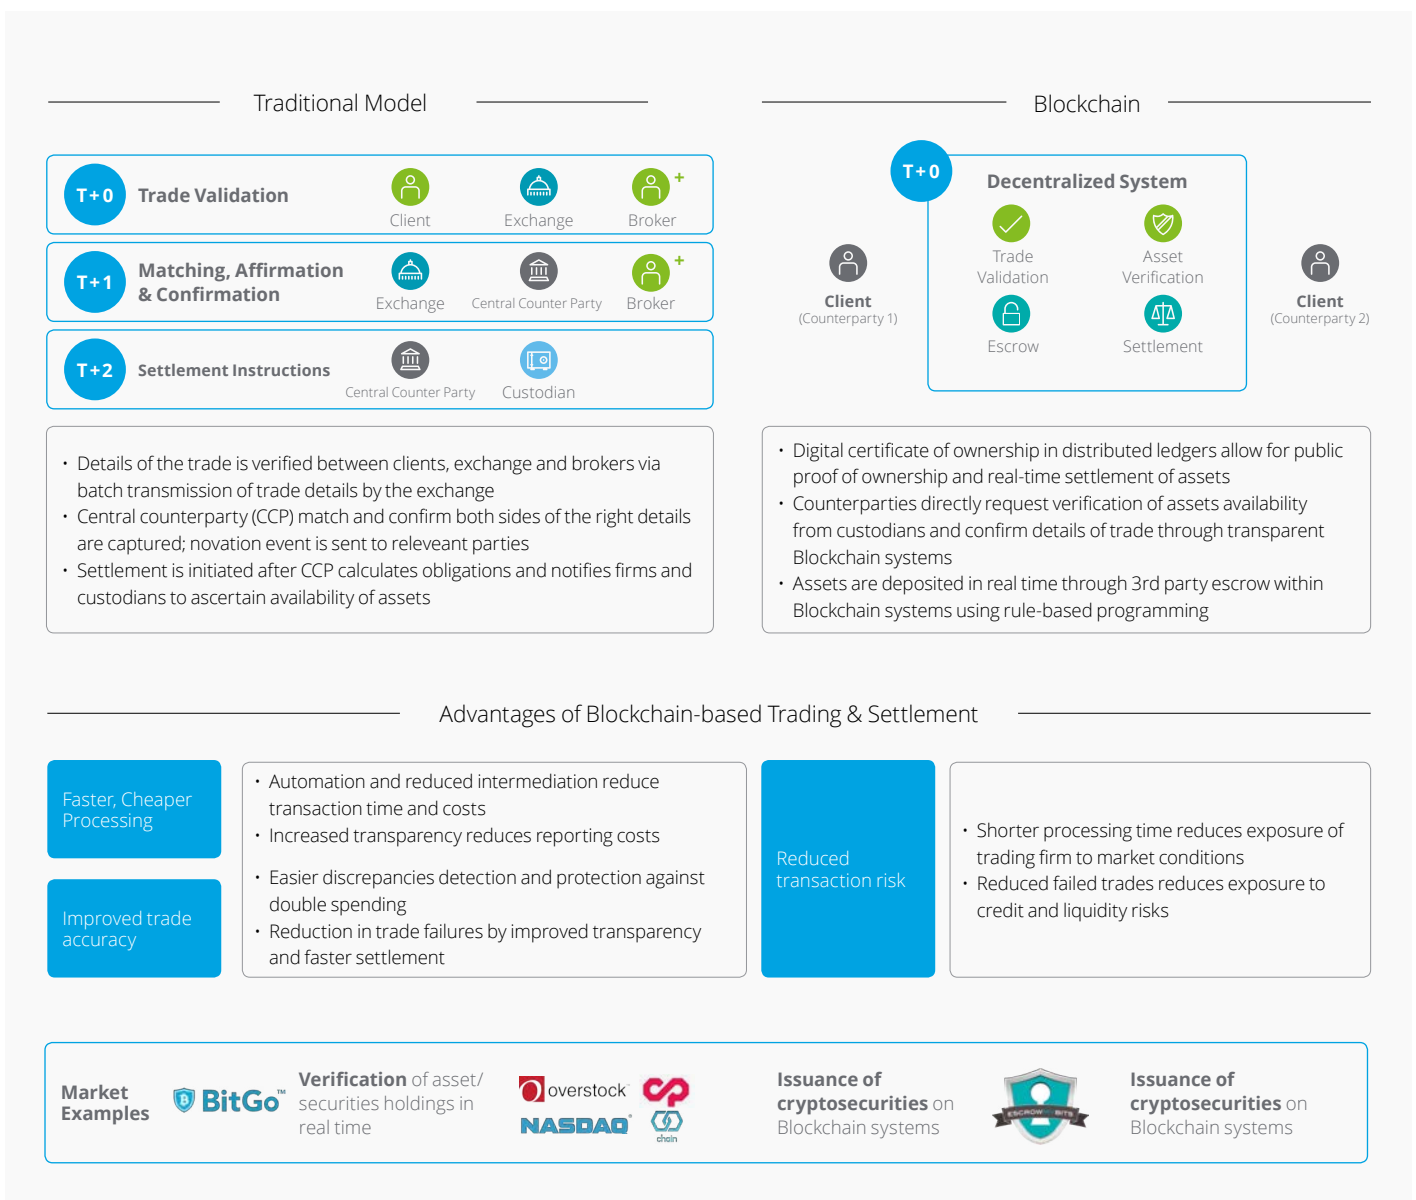 Traditional Model
T+0
Trade Validation
Client
Exchange
Broker
+
T+1
Matching, Affirmation
& Confirmation
Exchange
Central Counter Party
Broker
+
T+2
Settlement Instructions
Central Counter Party
Custodian
• Details of the trade is verified between clients, exchange and brokers via
batch transmission of trade details by the exchange
• Central counterparty (CCP) match and confirm both sides of the right details
are captured; novation event is sent to releveant parties
• Settlement is initiated after CCP calculates obligations and notifies firms and
custodians to ascertain availability of assets
Blockchain
T+0
Decentralized System
Trade
Validation
Asset
Verification
Escrow
Settlement
Client
(Counterparty 1)
Client
(Counterparty 2)
• Digital certificate of ownership in distributed ledgers allow for public
proof of ownership and real-time settlement of assets
• Counterparties directly request verification of assets availability
from custodians and confirm details of trade through transparent
Blockchain systems
• Assets are deposited in real time through 3rd party escrow within
Blockchain systems using rule-based programming
Advantages of Blockchain-based Trading & Settlement
Faster, Cheaper
Processing
• Automation and reduced intermediation reduce
transaction time and costs
• Increased transparency reduces reporting costs
Improved trade
accuracy
• Easier discrepancies detection and protection against
double spending
• Reduction in trade failures by improved transparency
and faster settlement
Reduced
transaction risk
• Shorter processing time reduces exposure of
trading firm to market conditions
• Reduced failed trades reduces exposure to
credit and liquidity risks
Market
Examples
BitGo™
Verification of asset/
securities holdings in
real time
overstock
NASDAQ®
chain
Issuance of
cryptosecurities on
Blockchain systems
ESCROW MY BITS
Issuance of
cryptosecurities on
Blockchain systems